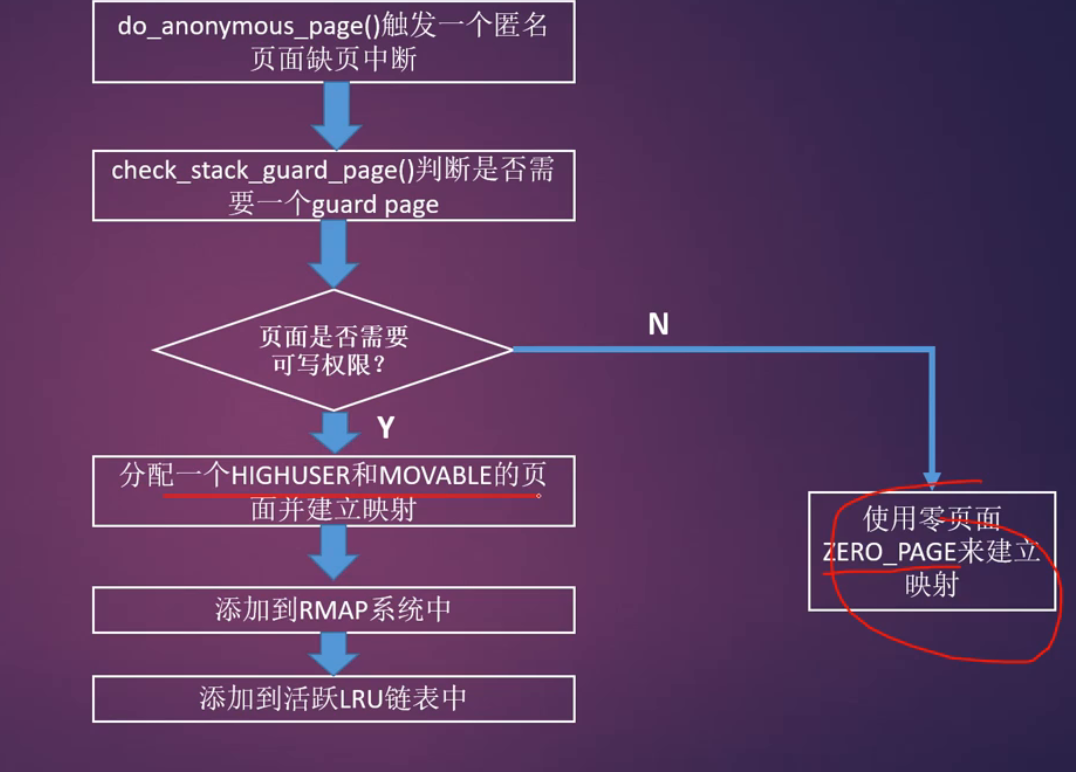 do_anonymous_page()触发一个匿名
页面缺页中断
check_stack_guard_page()判断是否需
要一个guard page
页面是否需要
可写权限？
N
Y
分配一个HIGHUSER和MOVABLE的页
面并建立映射
使用零页面
ZERO_PAGE来建立
映射
添加到RMAP系统中
添加到活跃LRU链表中